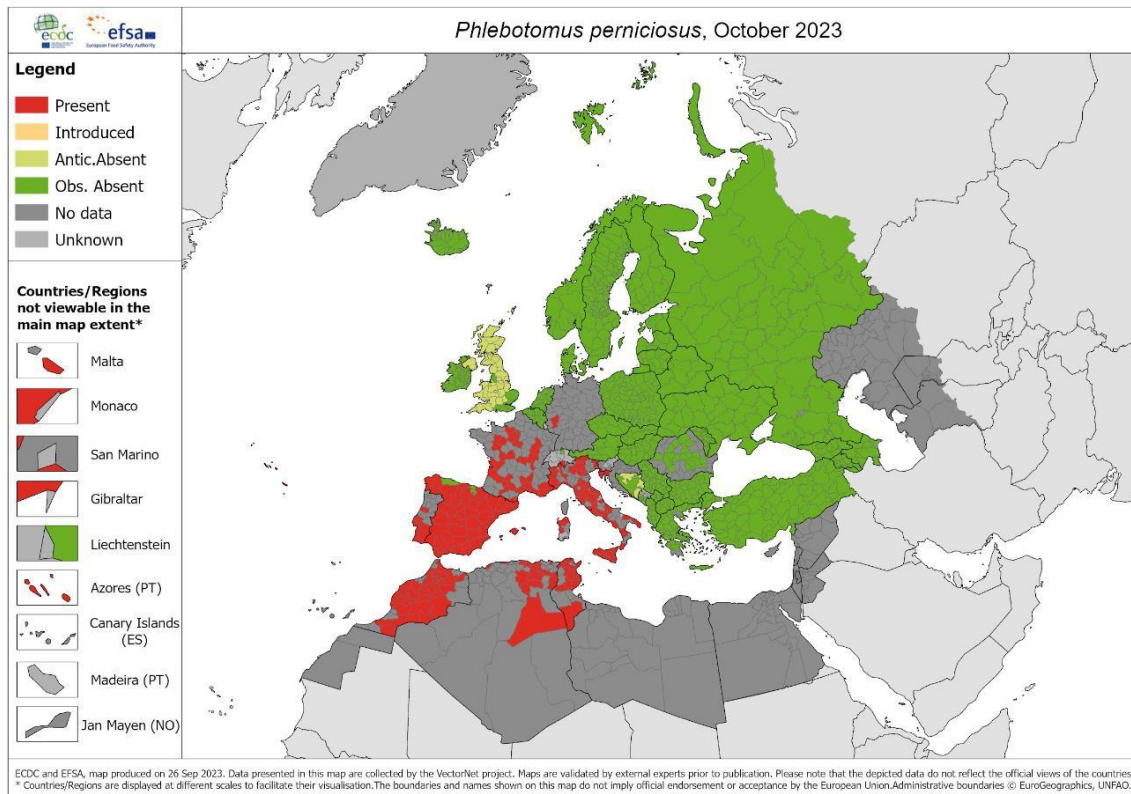 ecdc
efsa
European Food Safety Authority
Phlebotomus perniciosus, October 2023
Legend
Present
Introduced
Antic.Absent
Obs. Absent
No data
Unknown
Countries/Regions
not viewable in the
main map extent*
Malta
Monaco
San Marino
Gibraltar
Liechtenstein
Azores (PT)
Canary Islands
(ES)
Madeira (PT)
Jan Mayen (NO)
ECDC and EFSA, map produced on 26 Sep 2023. Data presented in this map are collected by the VectorNet project. Maps are validated by external experts prior to publication. Please note that the depicted data do not reflect the official views of the countries
* Countries/Regions are displayed at different scales to facilitate their visualisation.The boundaries and names shown on this map do not imply official endorsement or acceptance by the European Union.Administrative boundaries © EuroGeographics, UNFAO.